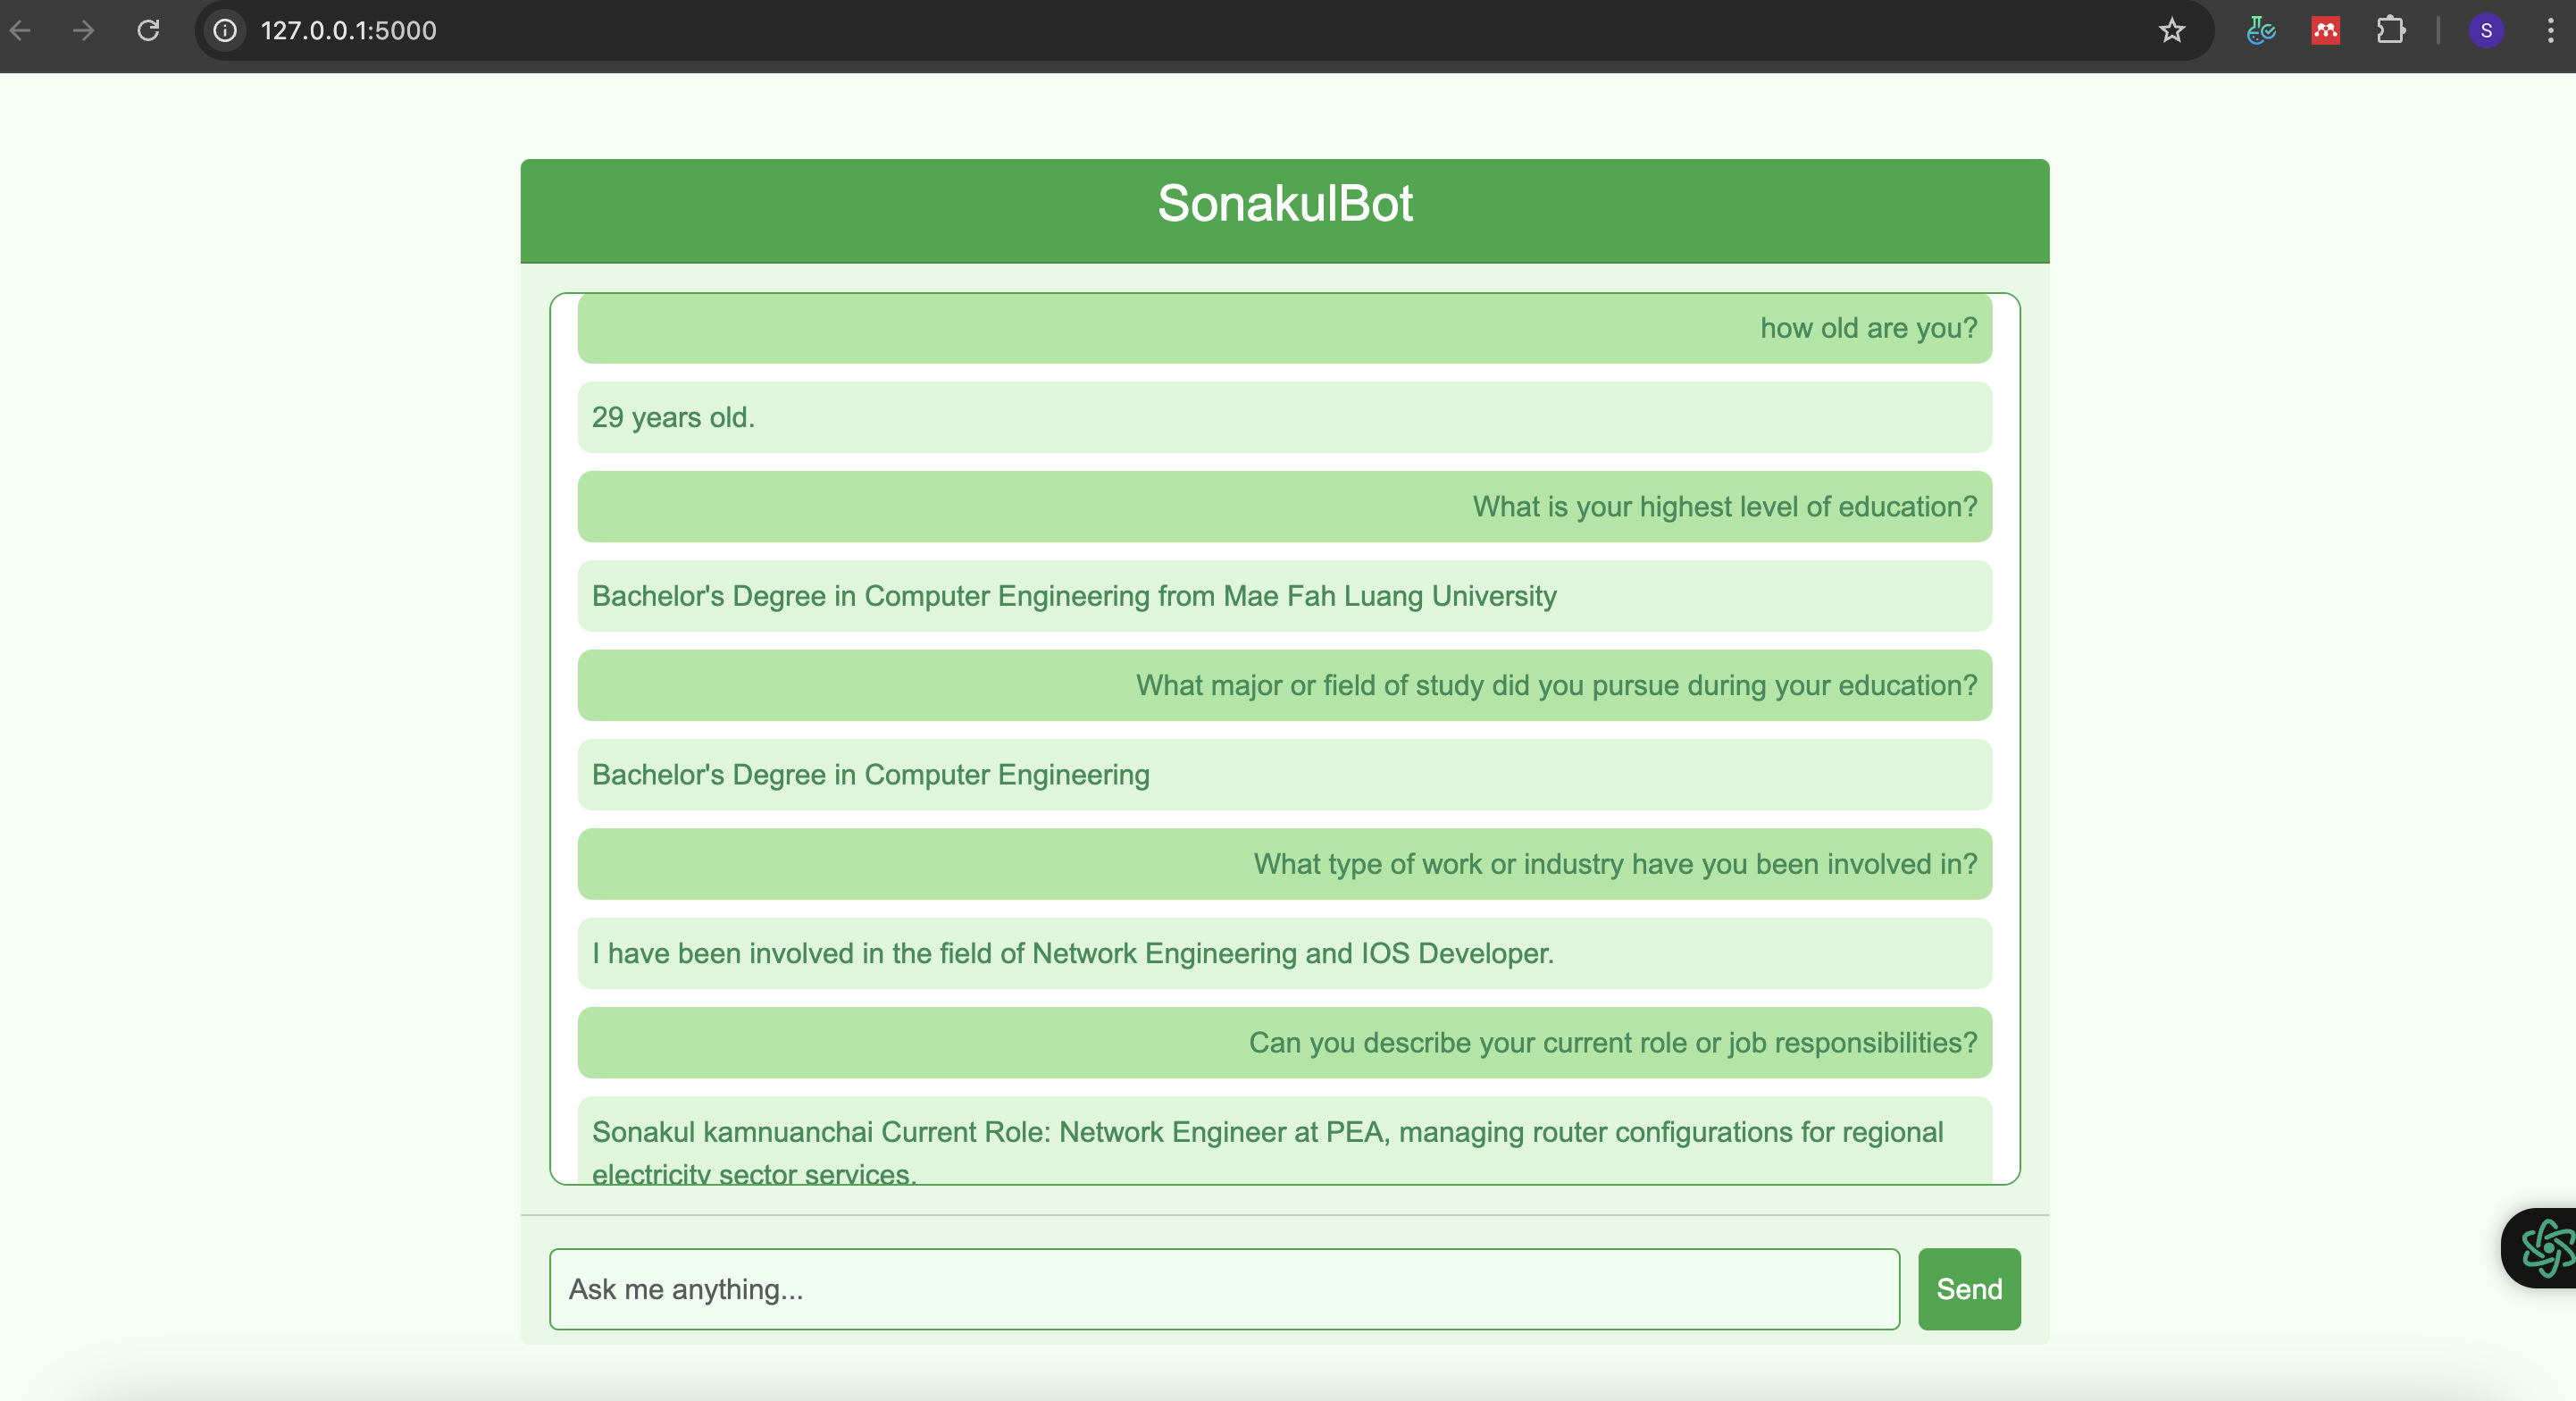 127.0.0.1:5000
S
SonakulBot
how old are you?
29 years old.
What is your highest level of education?
Bachelor's Degree in Computer Engineering from Mae Fah Luang University
What major or field of study did you pursue during your education?
Bachelor's Degree in Computer Engineering
What type of work or industry have you been involved in?
I have been involved in the field of Network Engineering and IOS Developer.
Can you describe your current role or job responsibilities?
Sonakul kamnuanchai Current Role: Network Engineer at PEA, managing router configurations for regional
electricity sector services.
Ask me anything...
Send